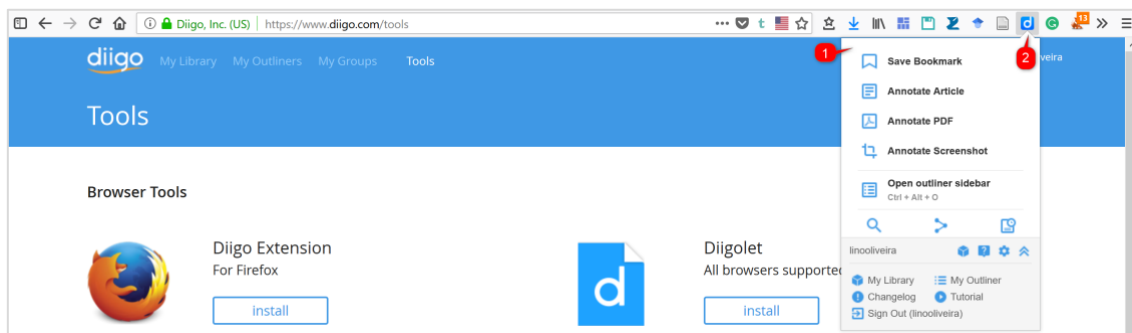 Diigo, Inc. (US) https://www.diigo.com/tools
t
d
G
13
diigo My Library My Outliners My Groups Tools
1
2
liveira
Tools
Save Bookmark
Annotate Article
Annotate PDF
Annotate Screenshot
Open outliner sidebar
Ctrl + Alt + O
linooliveira
My Library My Outliner
Changelog Tutorial
Sign Out (linooliveira)
Browser Tools
Diigo Extension
For Firefox
install
d
Diigolet
All browsers supported
install